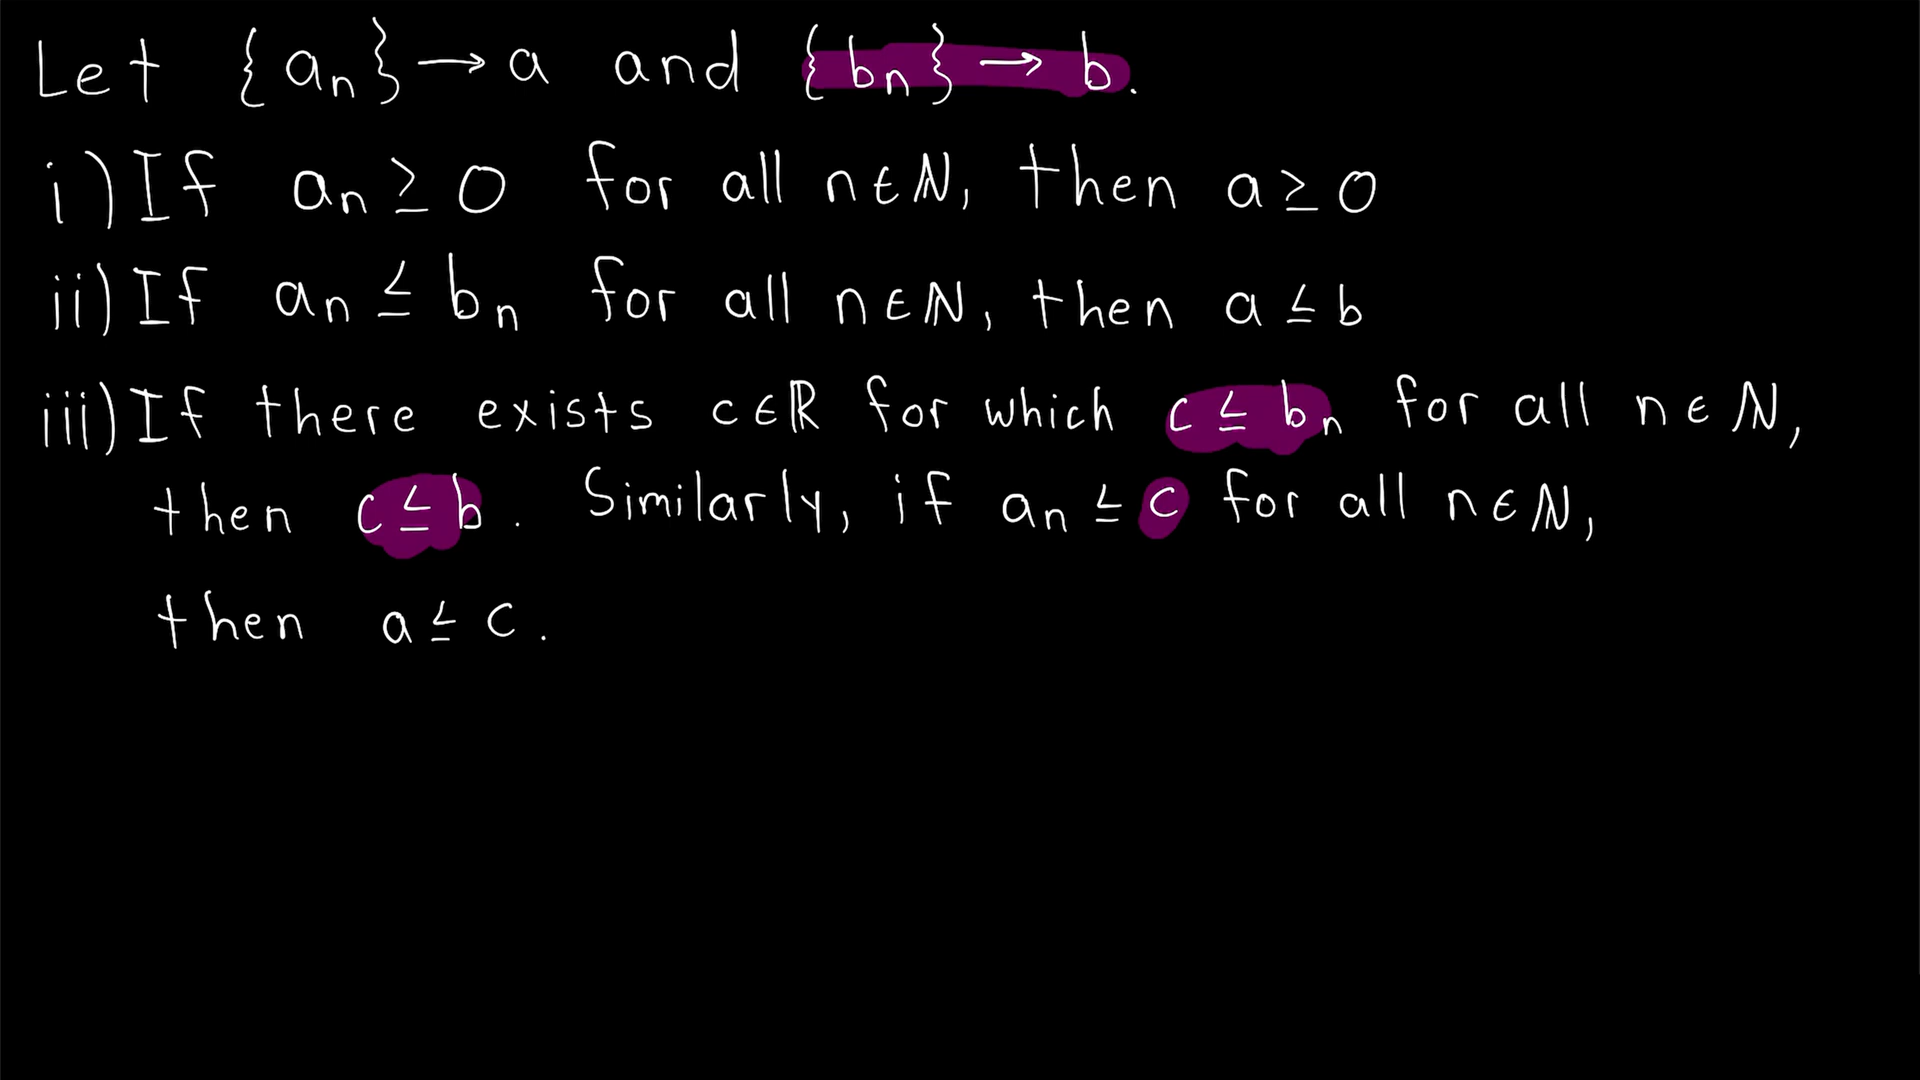 Let {aₙ} → a and {bₙ} → b.
i) If aₙ ≥ 0 for all n ∈ ℕ, then a ≥ 0
ii) If aₙ ≤ bₙ for all n ∈ ℕ, then a ≤ b
iii) If there exists c ∈ ℝ for which c ≤ bₙ for all n ∈ ℕ,
then c ≤ b. Similarly, if aₙ ≤ c for all n ∈ ℕ,
then a ≤ c.